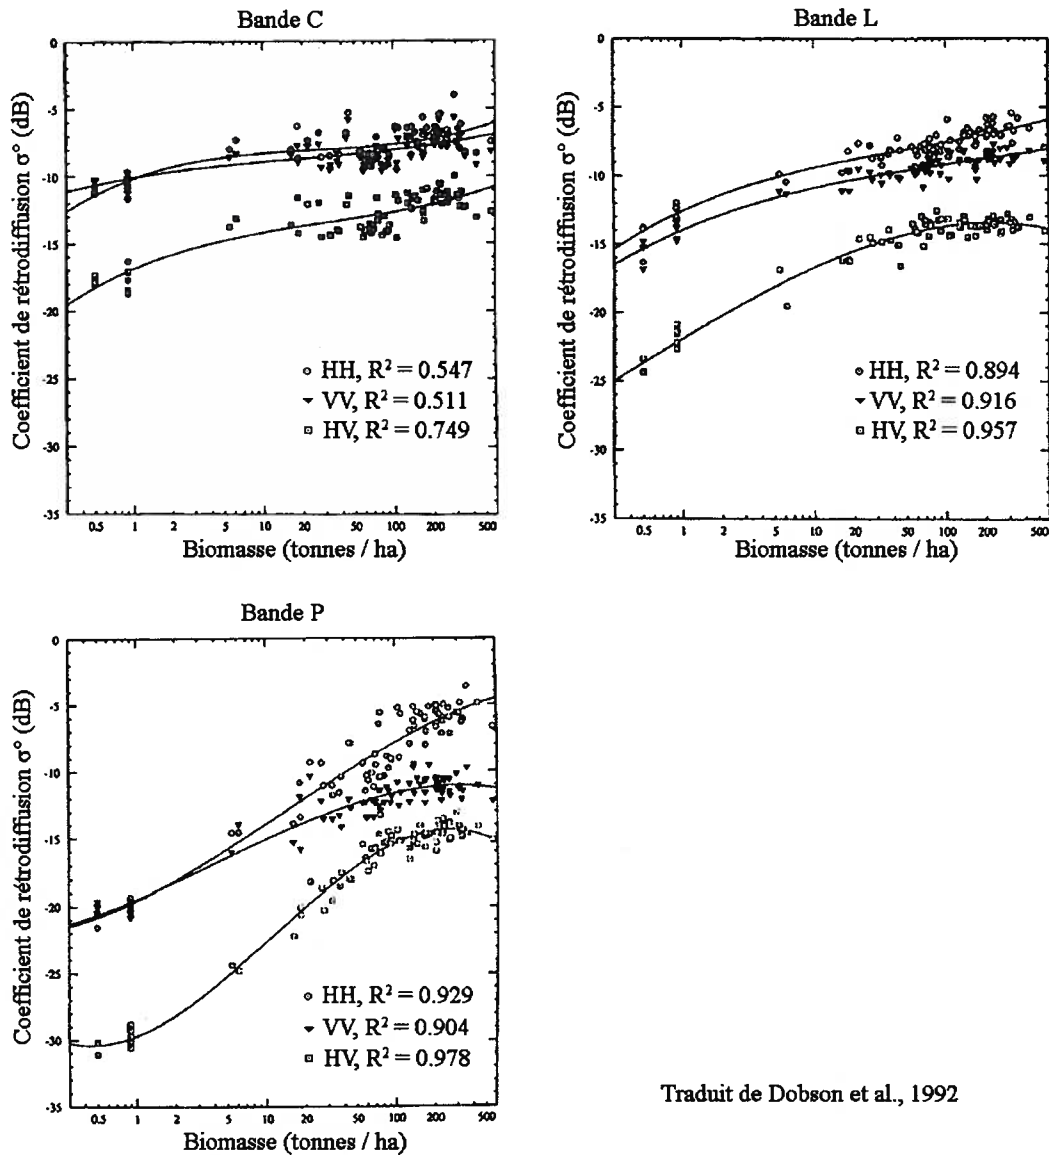 Bande C
Coefficient de rétrodiffusion σ° (dB)
0
-5
-10
-15
-20
-25
-30
-35
HH, R² = 0.547
VV, R² = 0.511
HV, R² = 0.749
0.5 1 2 5 10 20 50 100 200 500
Biomasse (tonnes / ha)
Bande L
Coefficient de rétrodiffusion σ° (dB)
0
-5
-10
-15
-20
-25
-30
-35
HH, R² = 0.894
VV, R² = 0.916
HV, R² = 0.957
0.5 1 2 5 10 20 50 100 200 500
Biomasse (tonnes / ha)
Bande P
Coefficient de rétrodiffusion σ° (dB)
0
-5
-10
-15
-20
-25
-30
-35
HH, R² = 0.929
VV, R² = 0.904
HV, R² = 0.978
0.5 1 2 5 10 20 50 100 200 500
Biomasse (tonnes / ha)
Traduit de Dobson et al., 1992